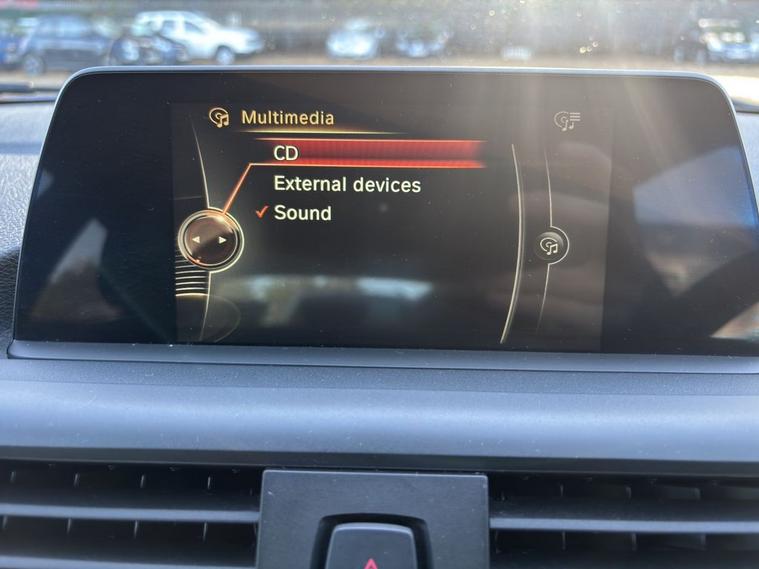 Multimedia
CD
External devices
Sound